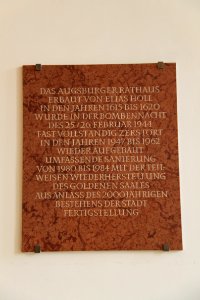 DAS AUGSBURGER RATHAUS
ERBAUT VON ELIAS HOLL
IN DEN JAHREN 1615 BIS 1620
WURDE IN DER BOMBENNACHT
DES 25./26. FEBRUAR 1944
FAST VOLLSTÄNDIG ZERSTÖRT
IN DEN JAHREN 1947 BIS 1962
WIEDERAUFGEBAUT
UMFASSENDE SANIERUNG
VON 1980 BIS 1984 MIT DER TEIL-
WEISEN WIEDERHERSTELLUNG
DES GOLDENEN SAALES
AUS ANLASS DES 2000JÄHRIGEN
BESTEHENS DER STADT
FERTIGSTELLUNG